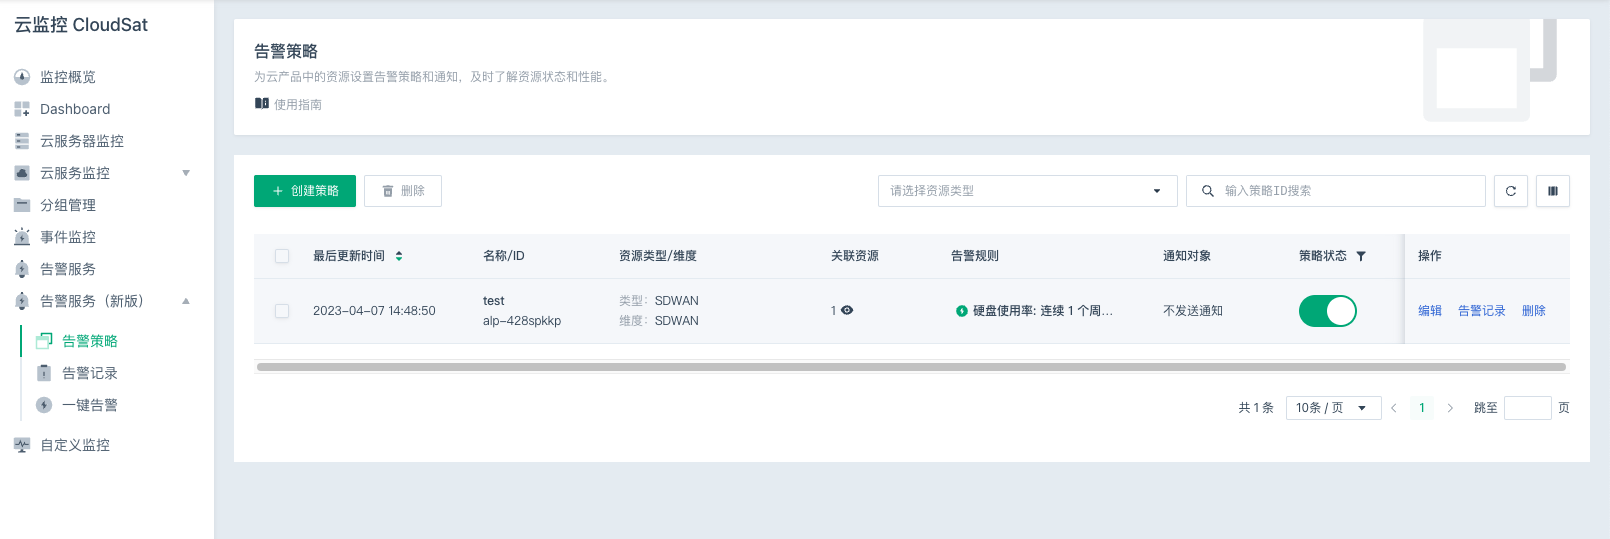 云监控 CloudSat
监控概览
Dashboard
云服务器监控
云服务监控
分组管理
事件监控
告警服务
告警服务（新版）
告警策略
告警记录
一键告警
自定义监控
告警策略
为云产品中的资源设置告警策略和通知，及时了解资源状态和性能。
使用指南
创建策略 删除 请选择资源类型 输入策略ID搜索
最后更新时间 名称/ID 资源类型/维度 关联资源 告警规则 通知对象 策略状态 操作
2023-04-07 14:48:50 test alp-428spkkp 类型：SDWAN 维度：SDWAN 1 硬盘使用率: 连续 1 个周... 不发送通知 编辑 告警记录 删除
共 1 条 10条 / 页 1 跳至 页